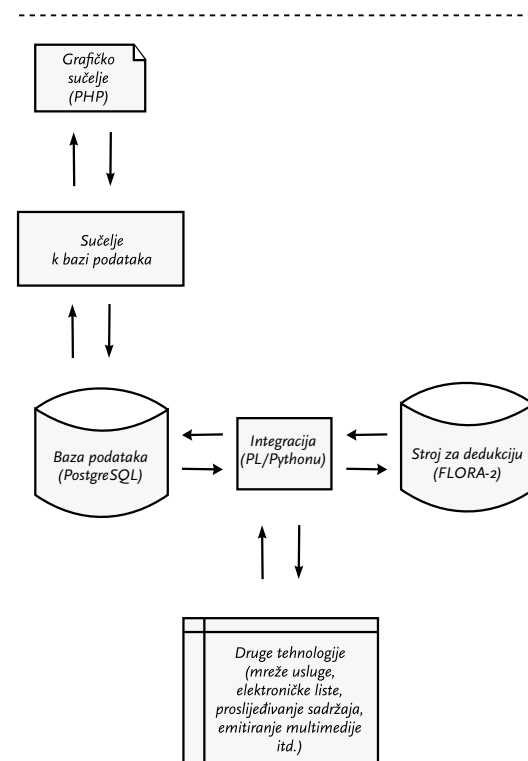 Grafičko
sučelje
(PHP)
Sučelje
k bazi podataka
Baza podataka
(PostgreSQL)
Integracija
(PL/Pythonu)
Stroj za dedukciju
(FLORA-2)
Druge tehnologije
(mreže usluge,
elektroničke liste,
proslijeđivanje sadržaja,
emitiranje multimedije
itd.)